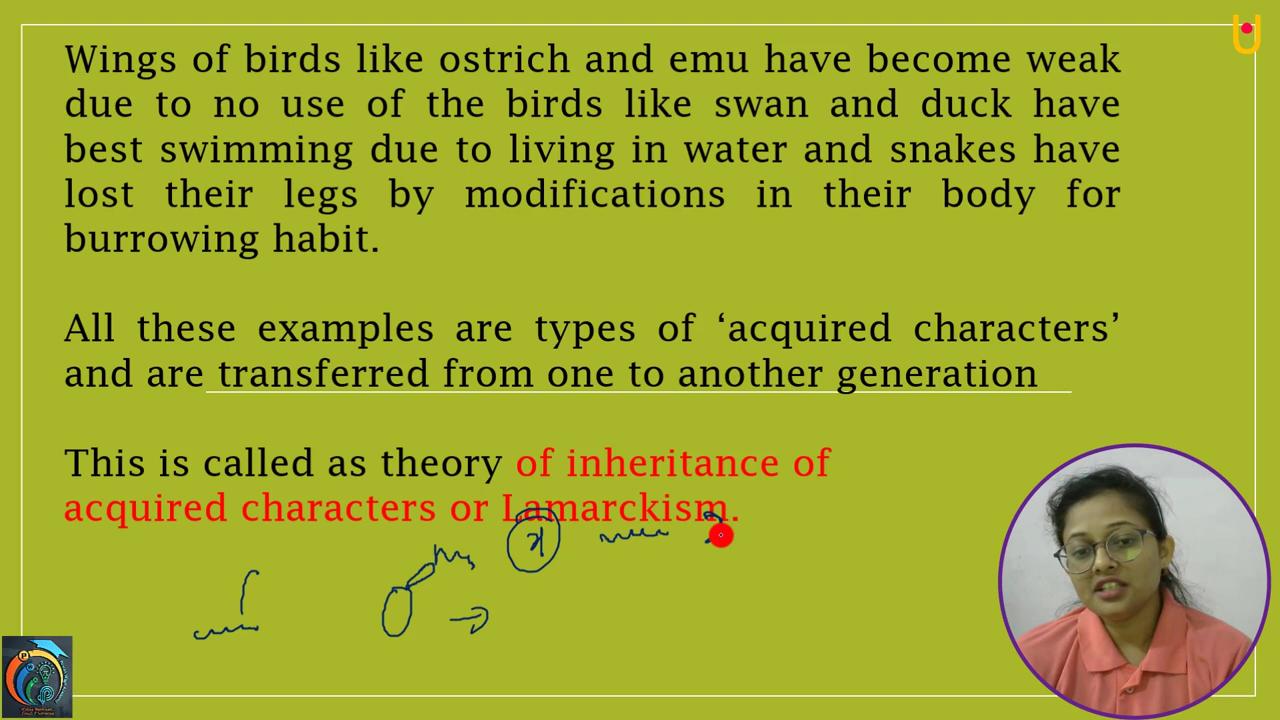 Wings of birds like ostrich and emu have become weak
due to no use of the birds like swan and duck have
best swimming due to living in water and snakes have
lost their legs by modifications in their body for
burrowing habit.
All these examples are types of ‘acquired characters’
and are transferred from one to another generation
This is called as theory of inheritance of
acquired characters or Lamarckism.